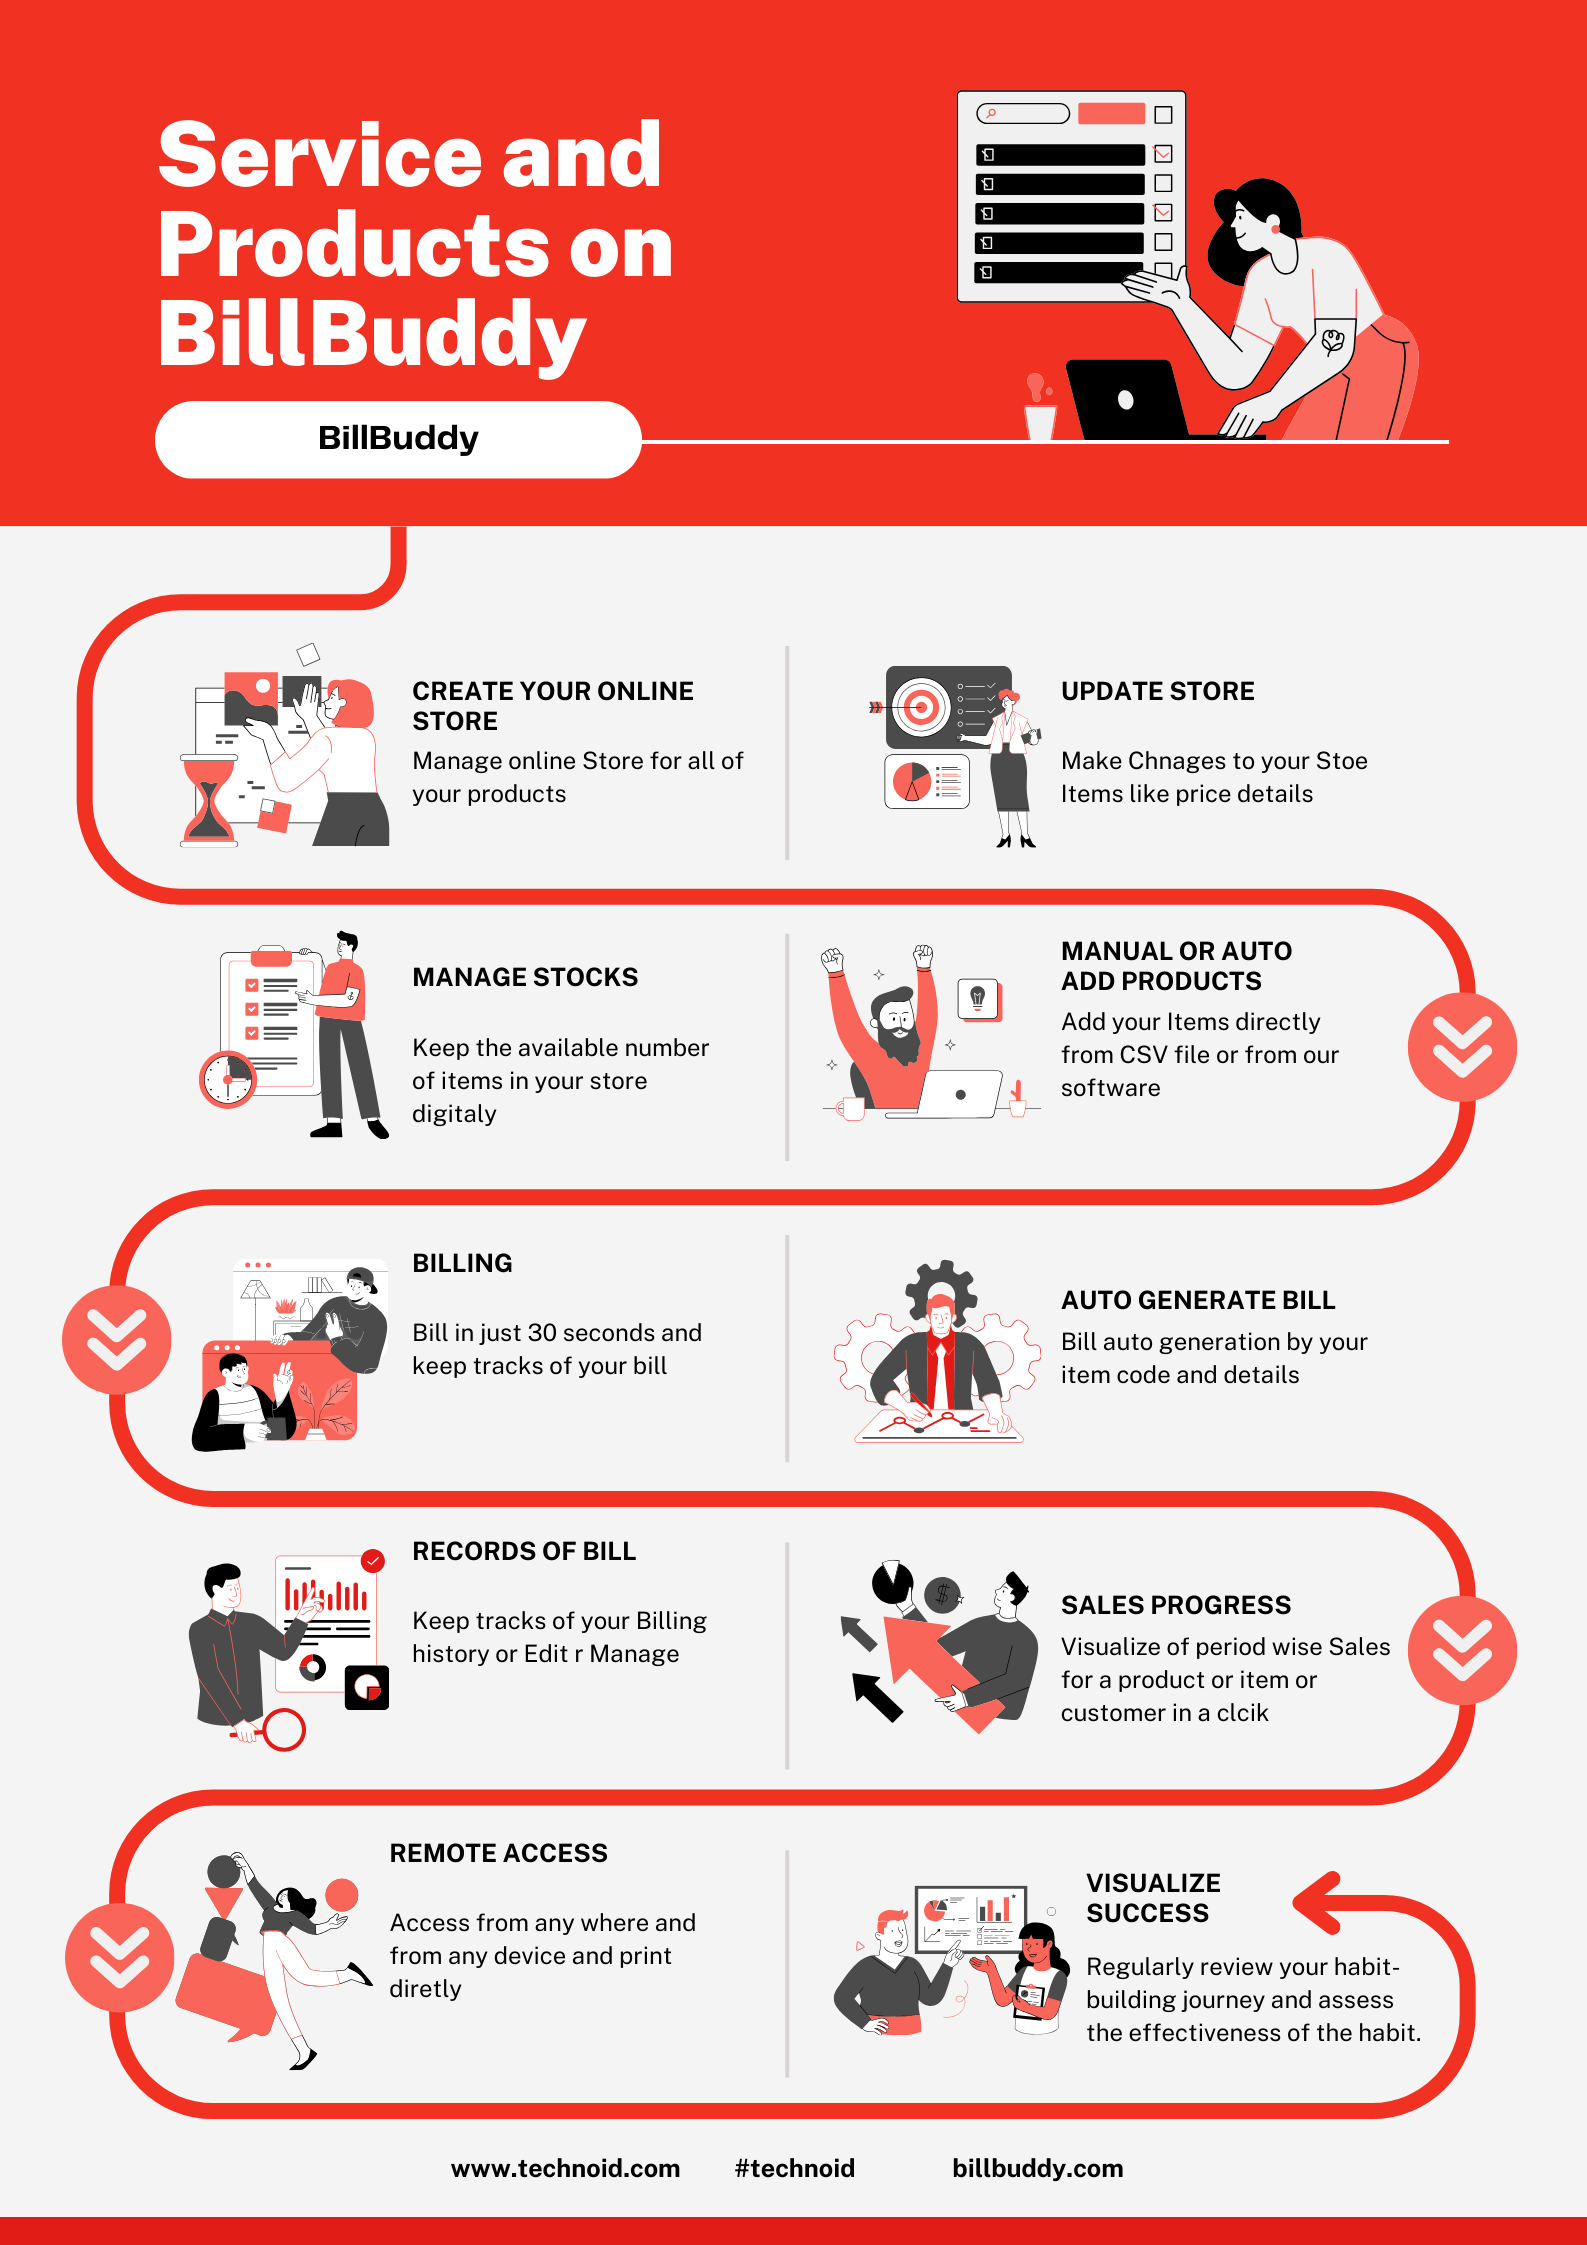 Service and
Products on
BillBuddy
BillBuddy
CREATE YOUR ONLINE
STORE
Manage online Store for all of
your products
UPDATE STORE
Make Chnages to your Stoe
Items like price details
MANAGE STOCKS
Keep the available number
of items in your store
digitaly
MANUAL OR AUTO
ADD PRODUCTS
Add your Items directly
from CSV file or from our
software
BILLING
Bill in just 30 seconds and
keep tracks of your bill
AUTO GENERATE BILL
Bill auto generation by your
item code and details
RECORDS OF BILL
Keep tracks of your Billing
history or Edit r Manage
SALES PROGRESS
Visualize of period wise Sales
for a product or item or
customer in a clcik
REMOTE ACCESS
Access from any where and
from any device and print
diretly
VISUALIZE
SUCCESS
Regularly review your habit-
building journey and assess
the effectiveness of the habit.
www.technoid.com #technoid billbuddy.com